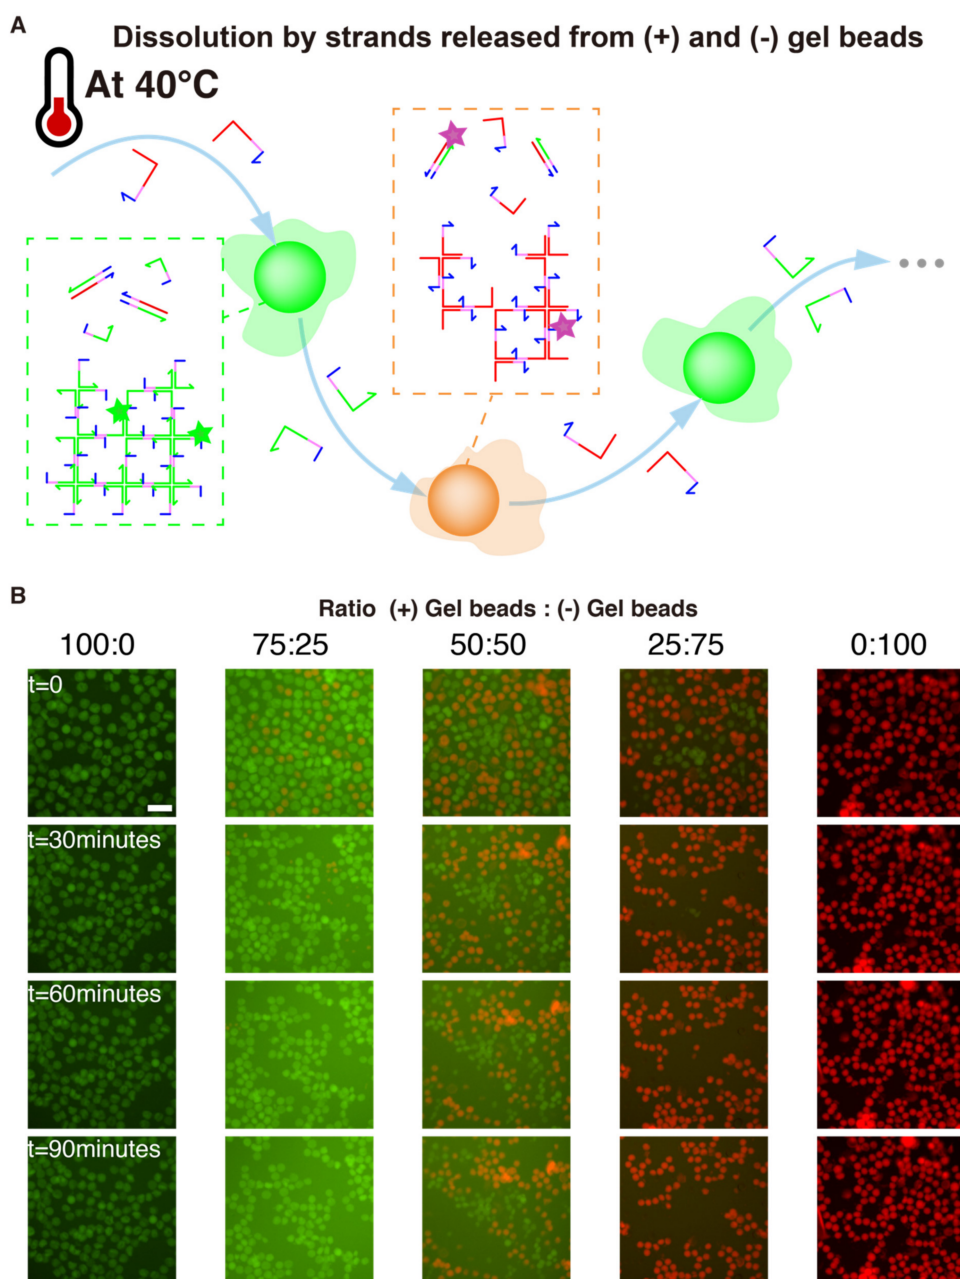 A
Dissolution by strands released from (+) and (-) gel beads
At 40°C
B
Ratio (+) Gel beads : (-) Gel beads
100:0 75:25 50:50 25:75 0:100
t=0
t=30minutes
t=60minutes
t=90minutes